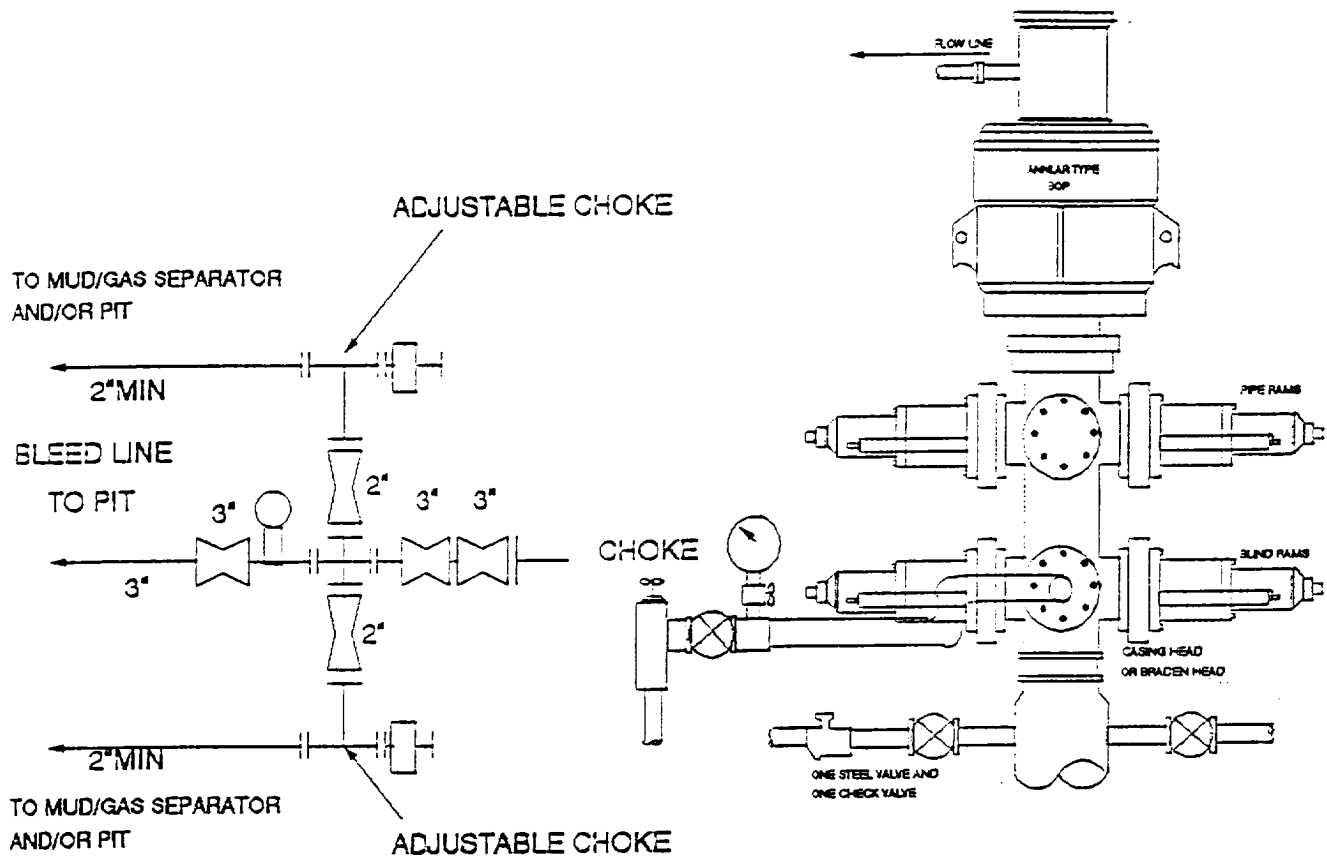 FLOW LINE
ANNLAR TYPE
BOP
ADJUSTABLE CHOKE
TO MUD/GAS SEPARATOR
AND/OR PIT
2"MIN
PIPE RAMS
BLEED LINE
TO PIT
2"
3"
3"
3"
CHOKE
BLIND RAMS
3"
2"
CASING HEAD
OR BRADEN HEAD
2"MIN
ONE STEEL VALVE AND
ONE CHECK VALVE
TO MUD/GAS SEPARATOR
AND/OR PIT
ADJUSTABLE CHOKE